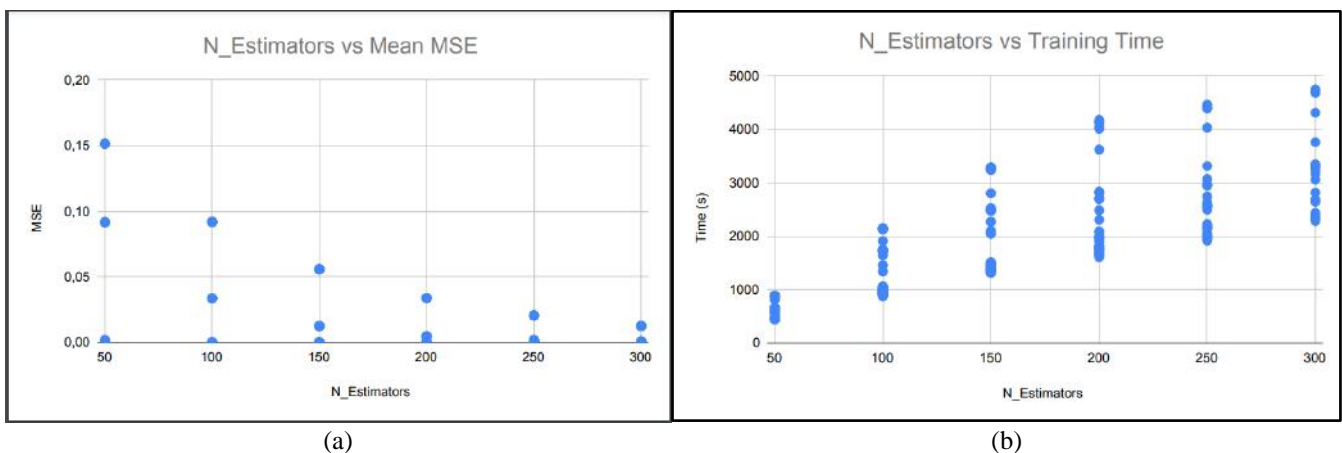 N_Estimators vs Mean MSE
0,20
0,15
0,10
0,05
0,00
MSE
50 100 150 200 250 300
N_Estimators
(a)
N_Estimators vs Training Time
5000
4000
3000
2000
1000
0
Time (s)
50 100 150 200 250 300
N_Estimators
(b)